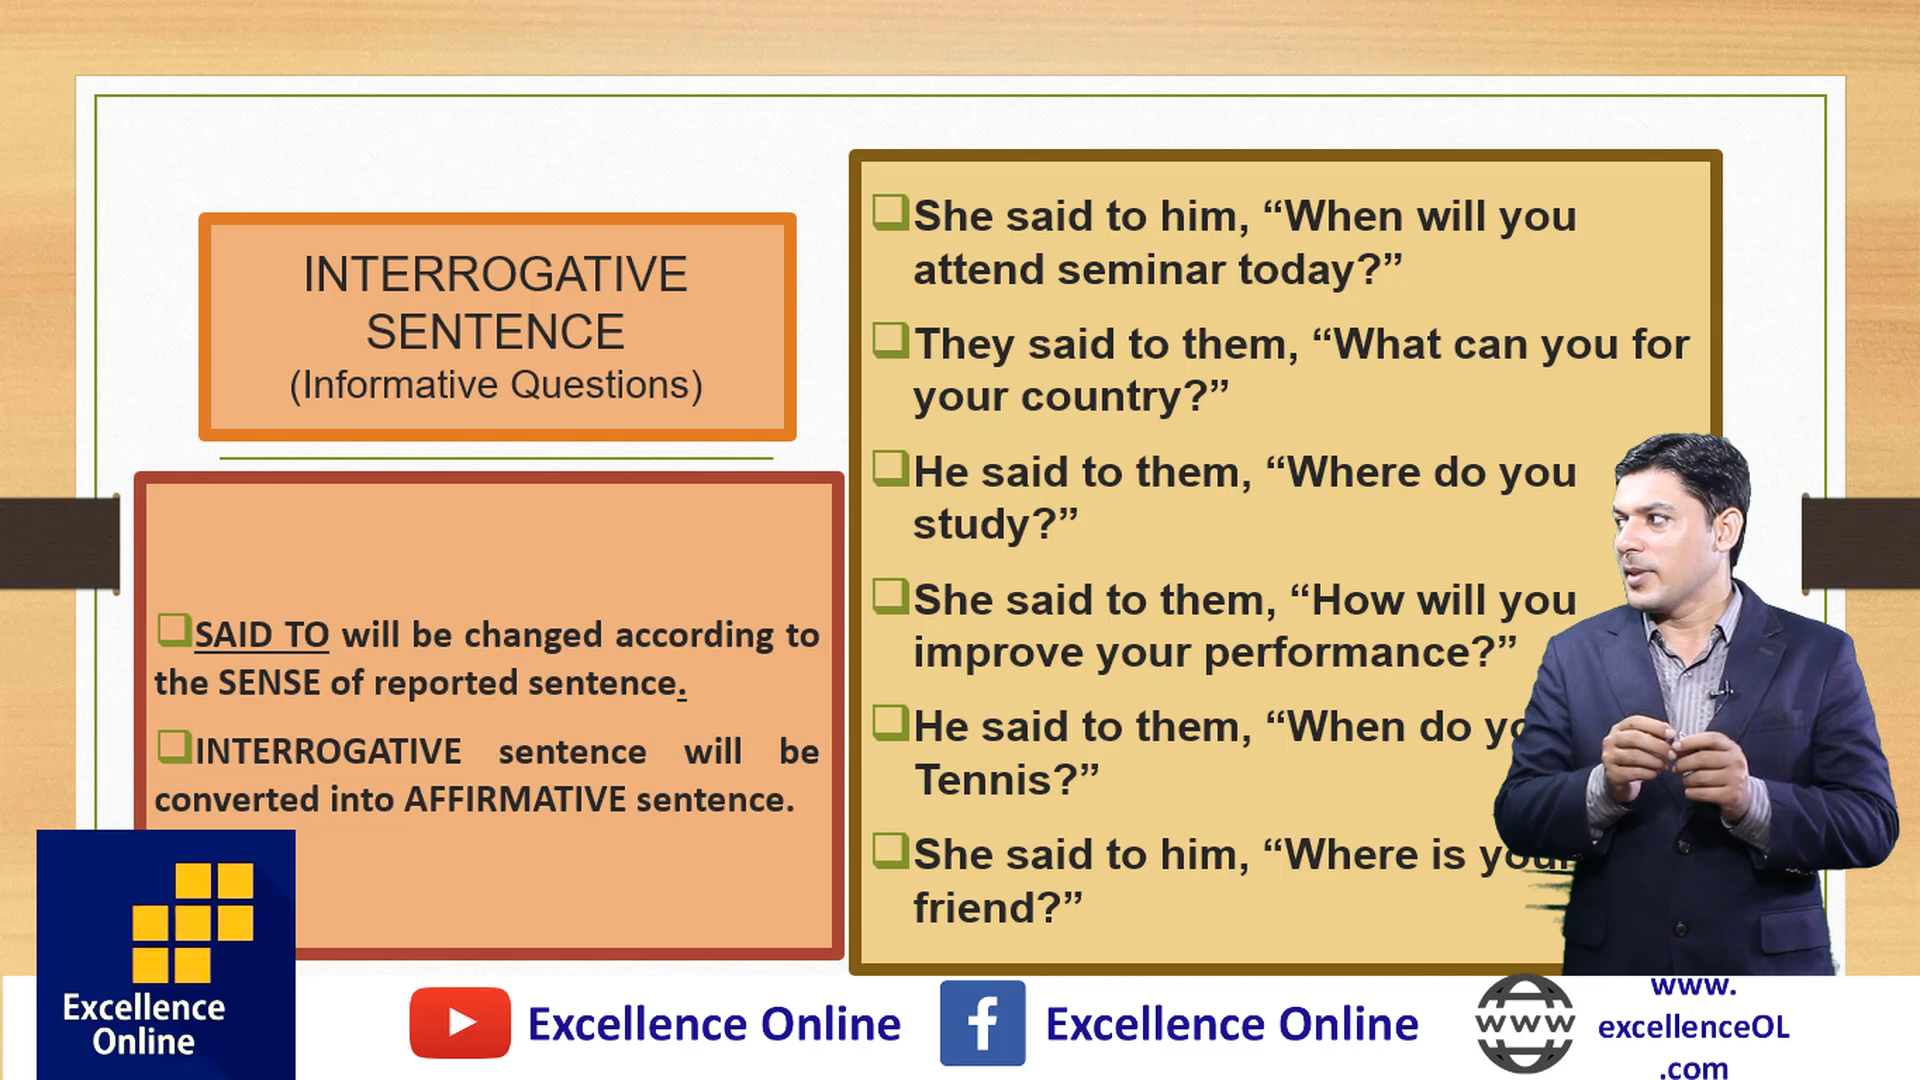 INTERROGATIVE
SENTENCE
(Informative Questions)
SAID TO will be changed according to
the SENSE of reported sentence.
INTERROGATIVE sentence will be
converted into AFFIRMATIVE sentence.
She said to him, “When will you
attend seminar today?”
They said to them, “What can you for
your country?”
He said to them, “Where do you
study?”
She said to them, “How will you
improve your performance?”
He said to them, “When do
Tennis?”
She said to him, “Where is your
friend?”
Excellence
Online
Excellence Online
Excellence Online
www
www.
excellenceOL
.com